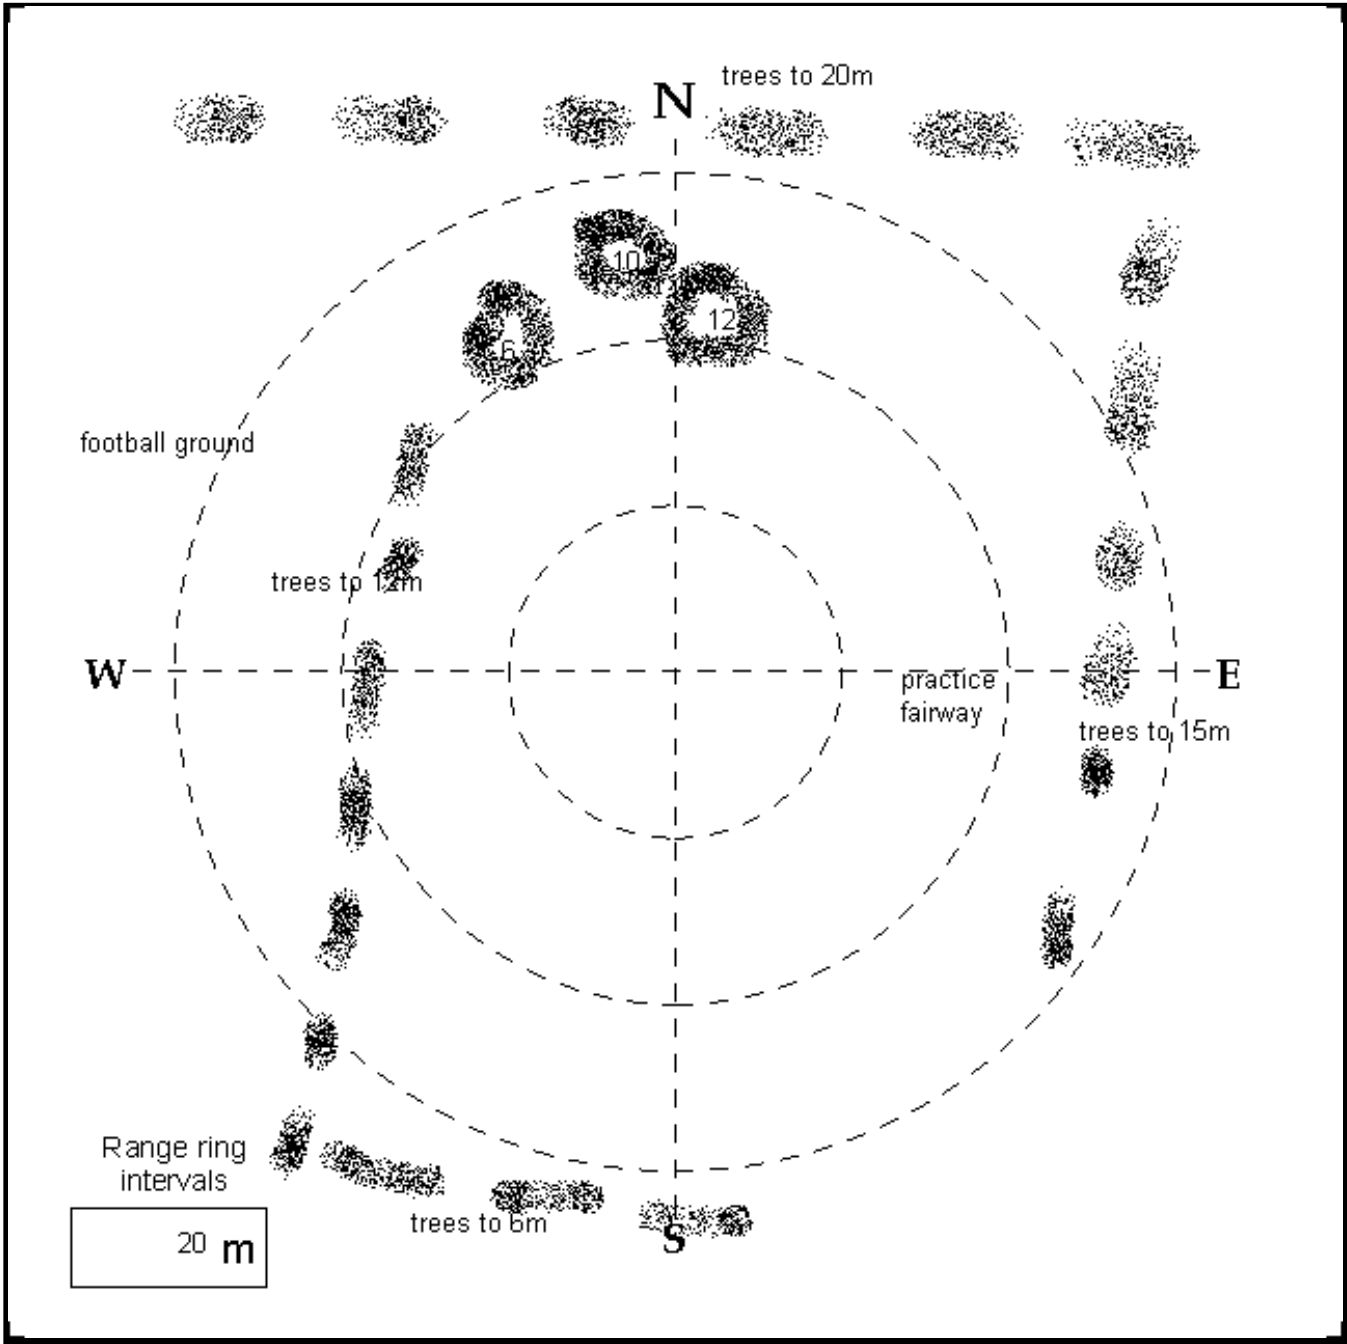 trees to 20m
N
10
12
6
football ground
trees to 12m
W
E
practice
fairway
trees to 15m
Range ring
intervals
20 m
trees to 6m
S